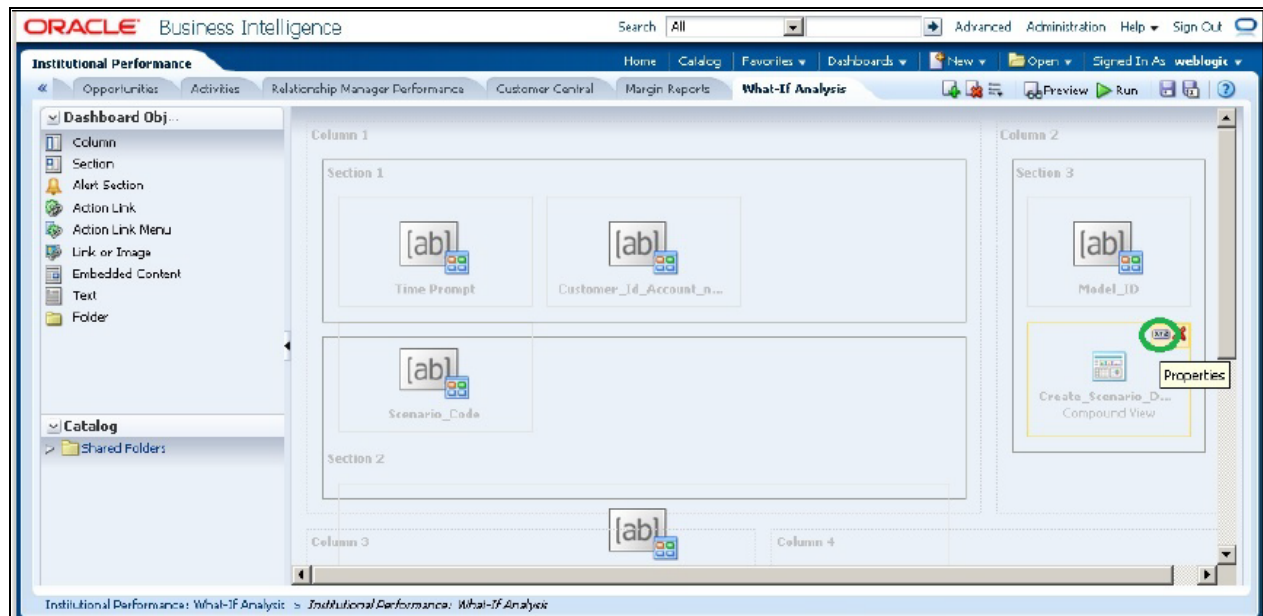 ORACLE Business Intelligence
Search All
Advanced Administration Help Sign Out
Institutional Performance
Home Catalog Favorites Dashboards New Open Signed In As weblogic
« Opportunities Activities Relationship Manager Performance Customer Central Margin Reports What-If Analysis
Preview Run
Dashboard Obj...
Column
Section
Alert Section
Action Link
Action Link Menu
Link or Image
Embedded Content
Text
Folder
Catalog
Shared Folders
Column 1
Section 1
[ab]
Time Prompt
[ab]
Customer_Id_Account_n...
[ab]
Scenario_Code
Section 2
Column 2
Section 3
[ab]
Model_ID
XYZ
Properties
Create_Scenario_D...
Compound View
Column 3
[ab]
Column 4
Institutional Performance: What-If Analysis > Institutional Performance: What-If Analysis